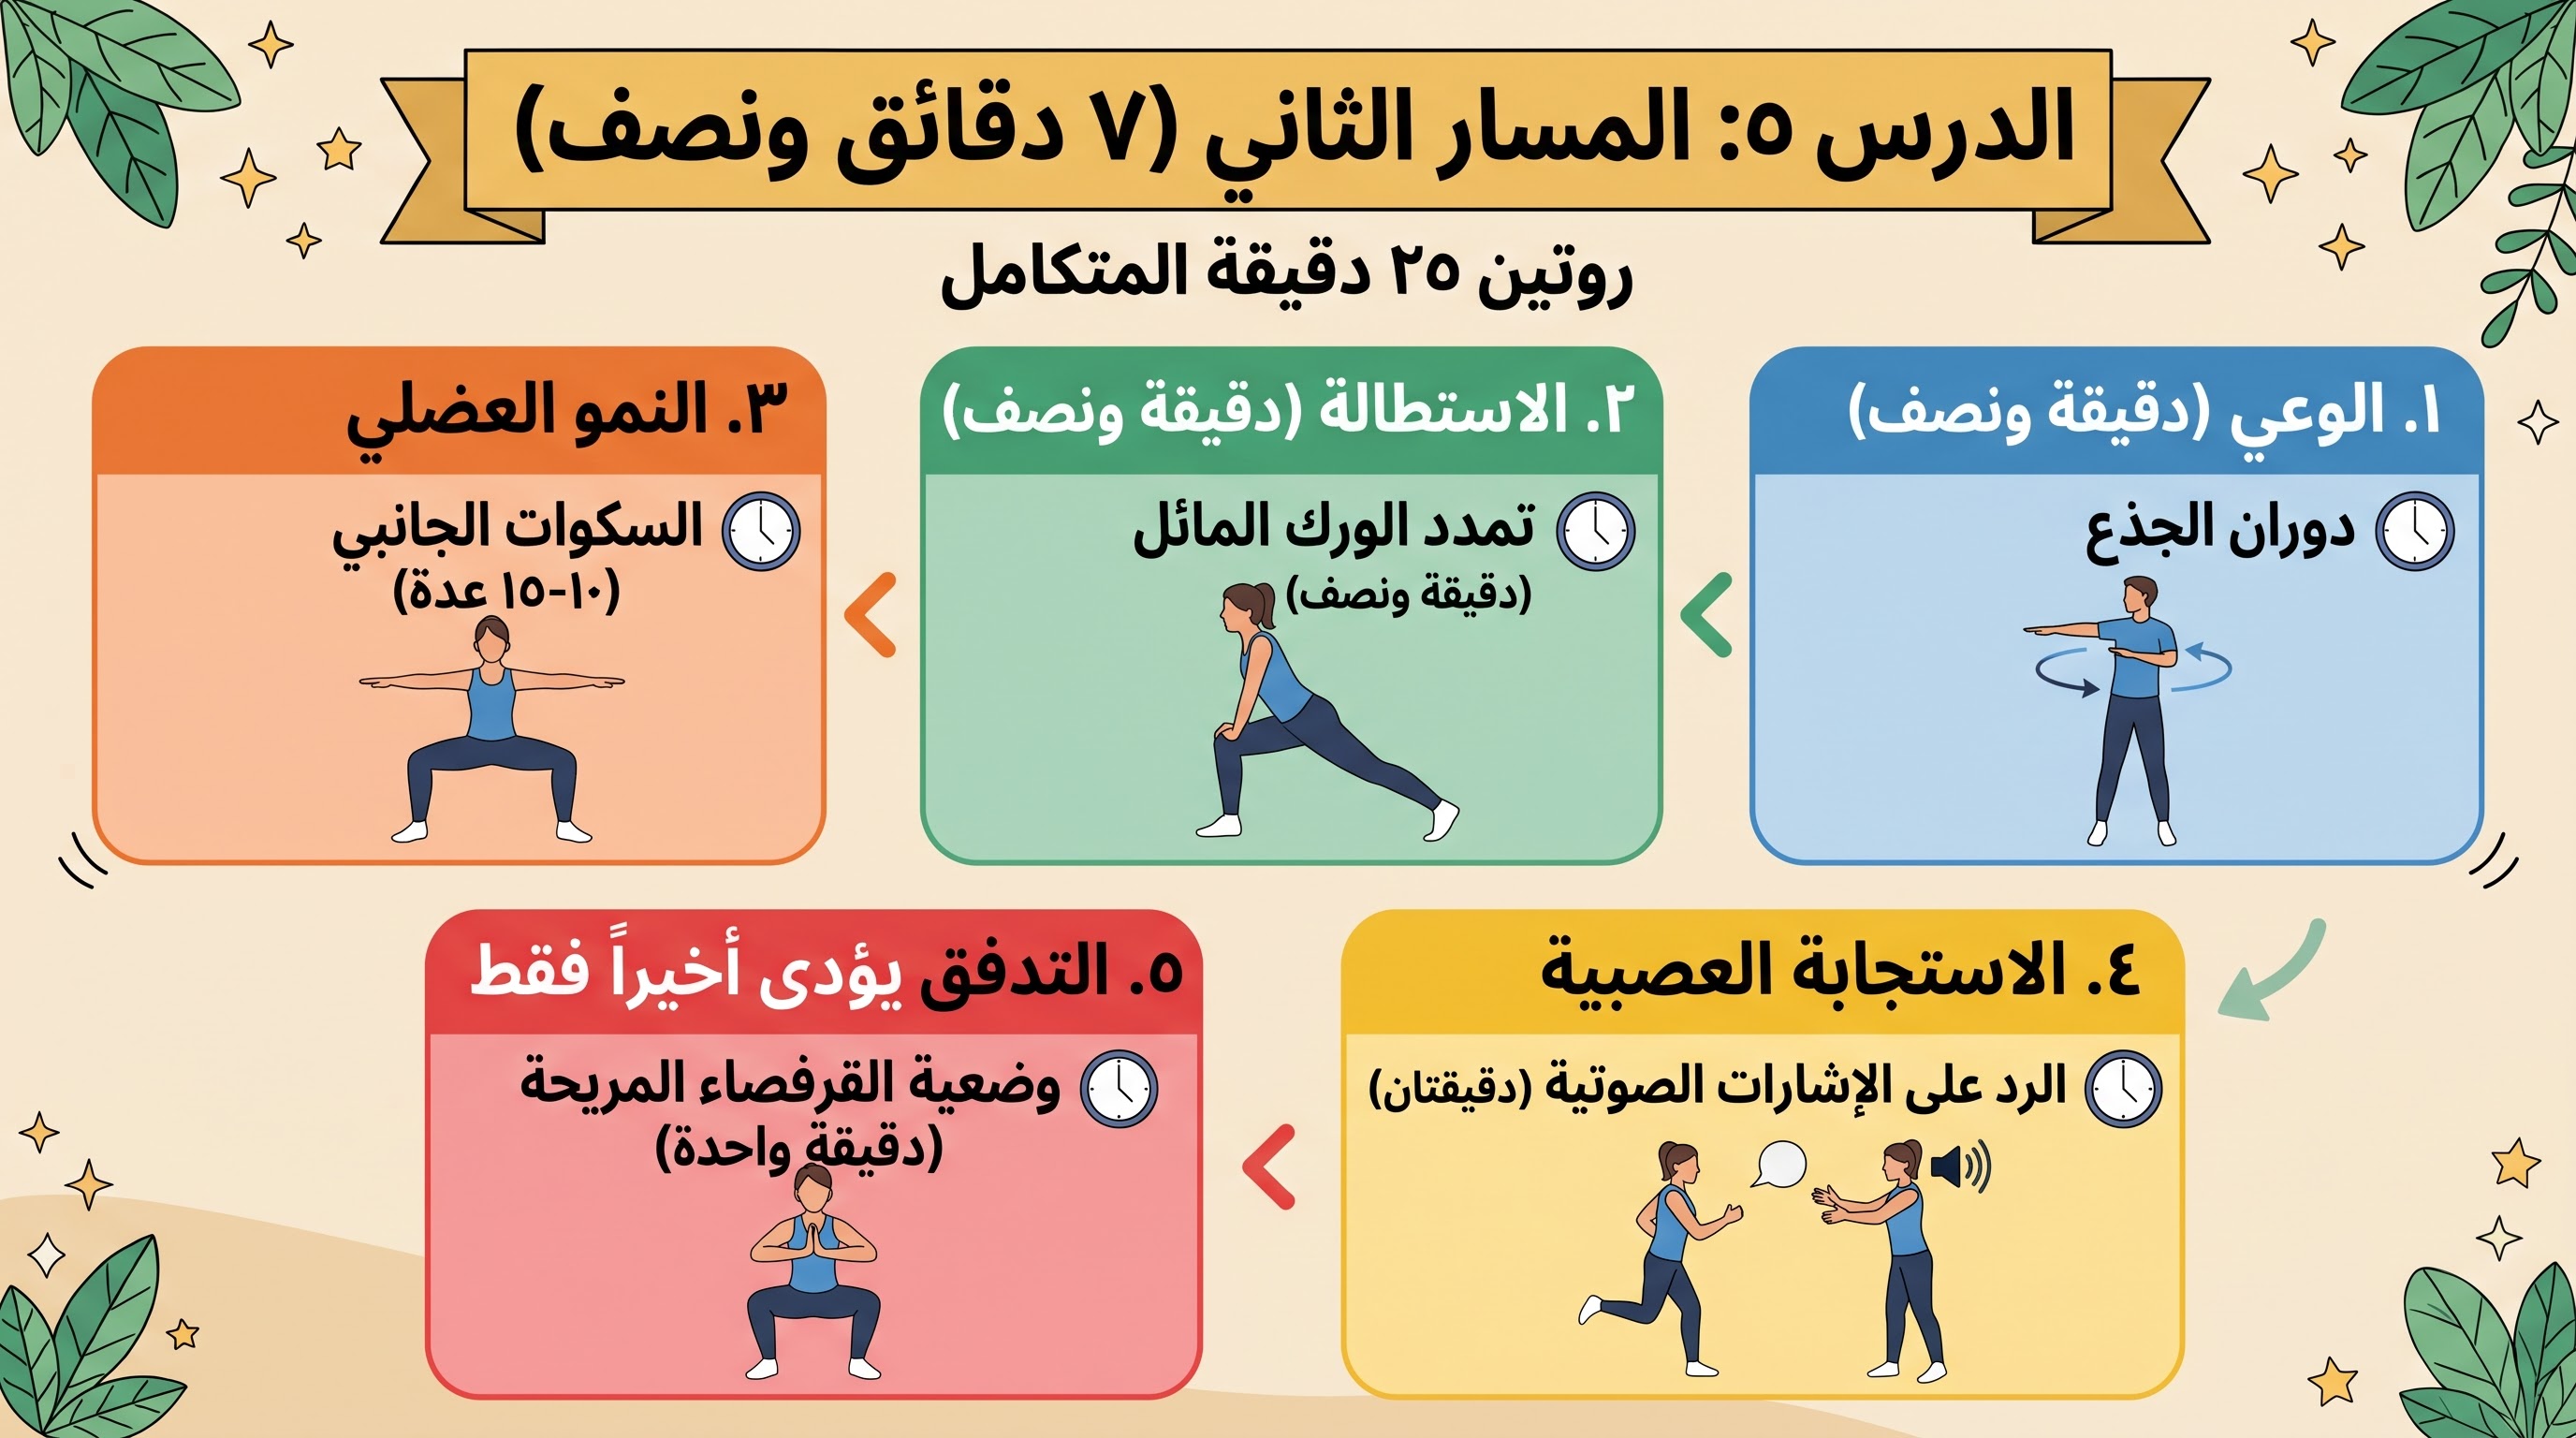 الدرس ٥: المسار الثاني (٧ دقائق ونصف)
روتين ٢٥ دقيقة المتكامل
١. الوعي (دقيقة ونصف)
دوران الجذع
٢. الاستطالة (دقيقة ونصف)
تمدد الورك المائل
(دقيقة ونصف)
٣. النمو العضلي
السكوات الجانبي
(١٠-١٥ عدة)
٤. الاستجابة العصبية
الرد على الإشارات الصوتية (دقيقتان)
٥. التدفق يؤدى أخيراً فقط
وضعية القرفصاء المريحة
(دقيقة واحدة)